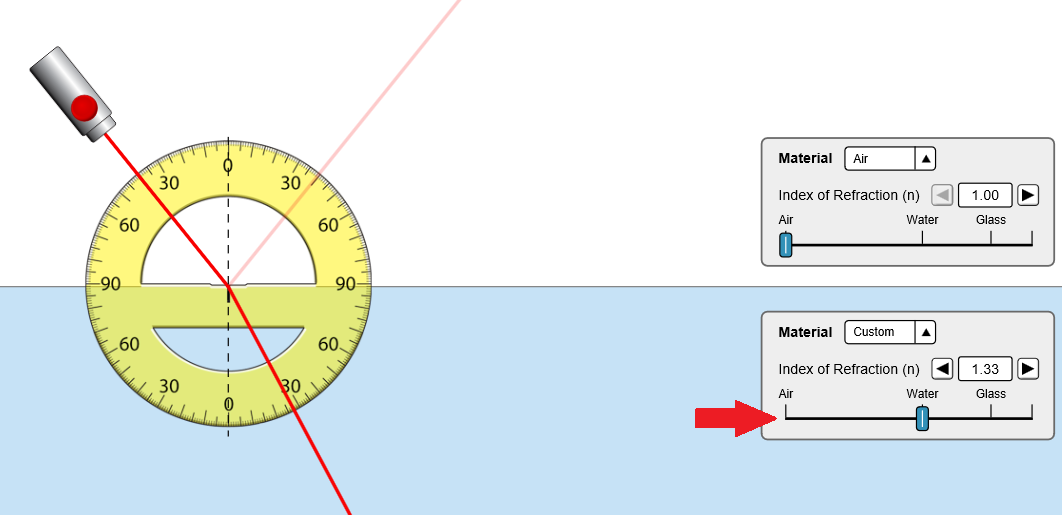 0
30 30
60 60
90 90
60 60
30 30
0
Material Air
Index of Refraction (n) 1.00
Air Water Glass
Material Custom
Index of Refraction (n) 1.33
Air Water Glass